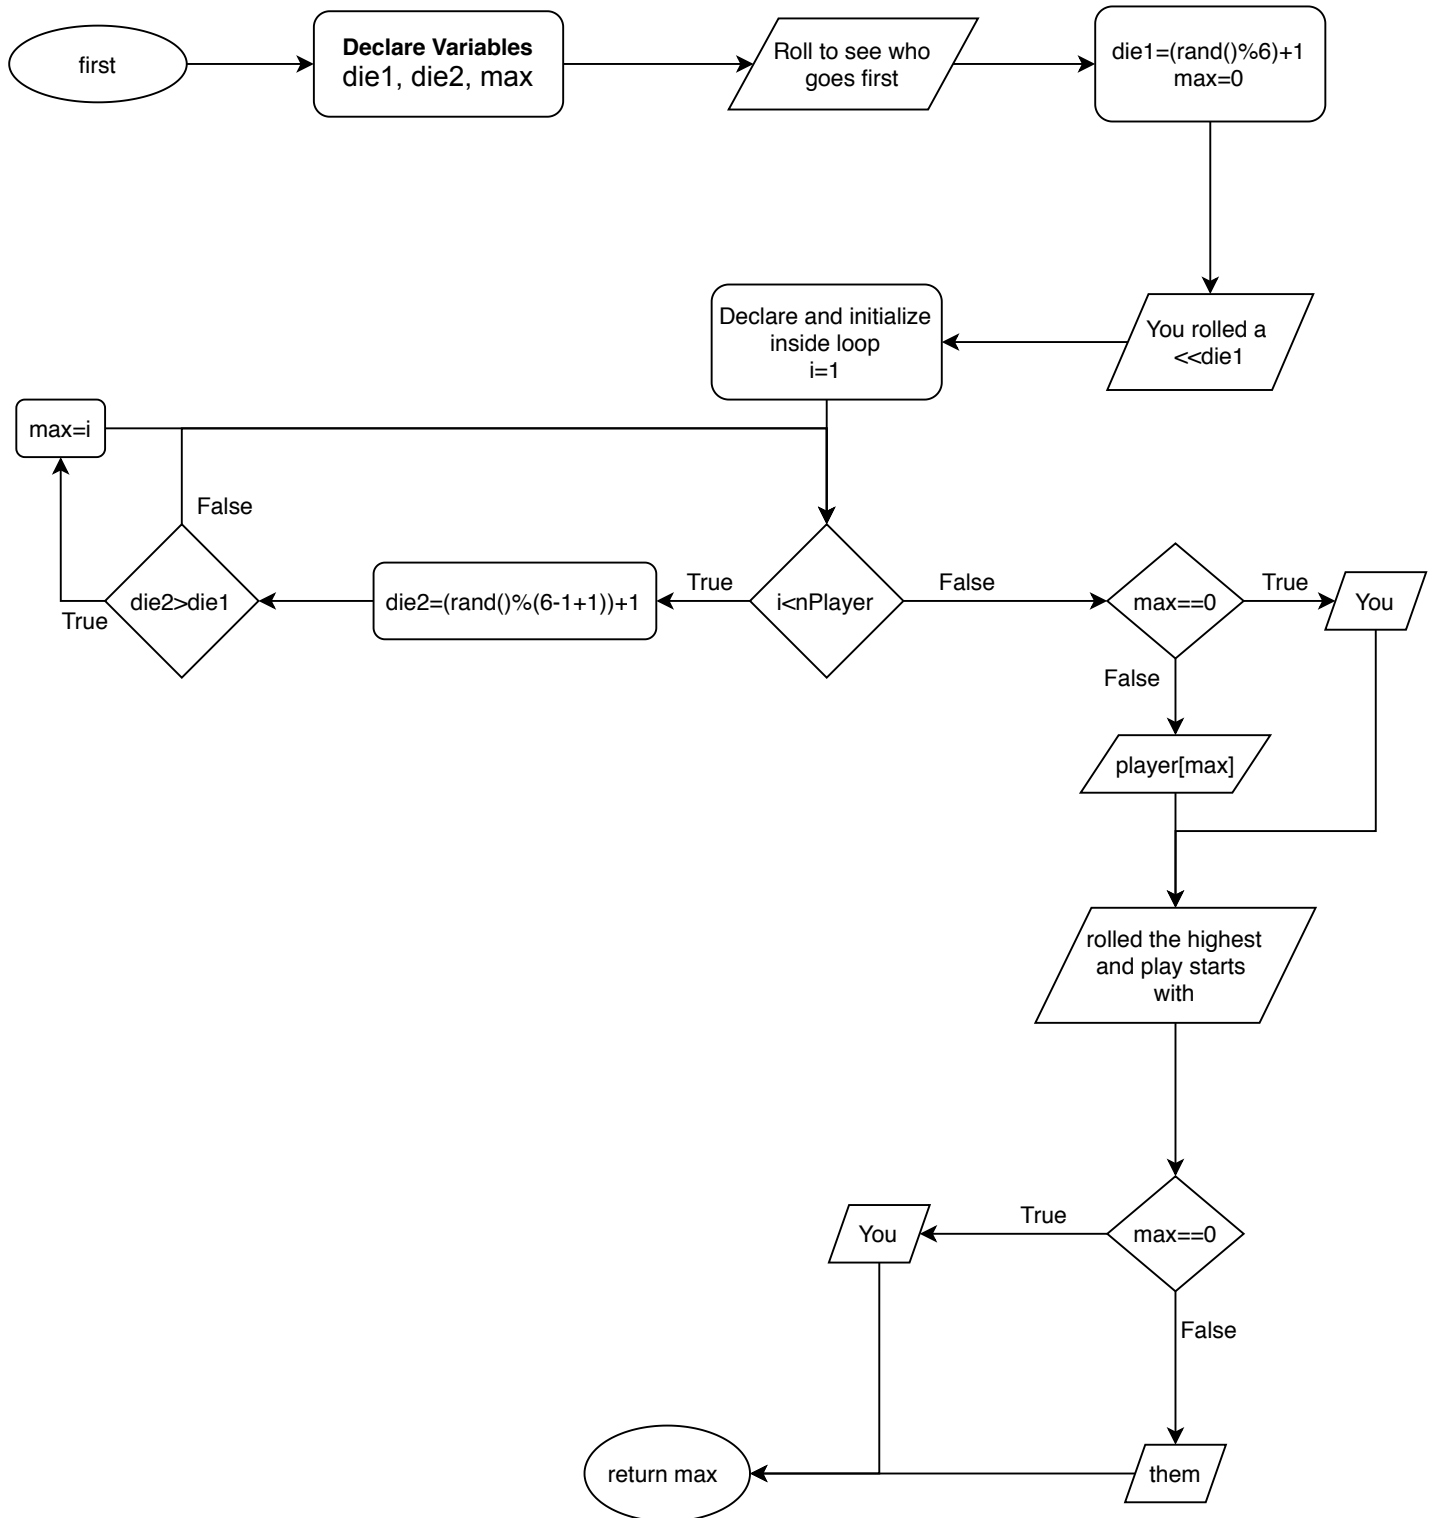 first
Declare Variables
die1, die2, max
Roll to see who
goes first
die1=(rand()%6)+1
max=0
You rolled a
<<die1
Declare and initialize
inside loop
i=1
max=i
False
die2>die1
True
die2=(rand()%(6-1+1))+1
True
i<nPlayer
False
max==0
True
You
False
player[max]
rolled the highest
and play starts
with
max==0
True
You
False
them
return max